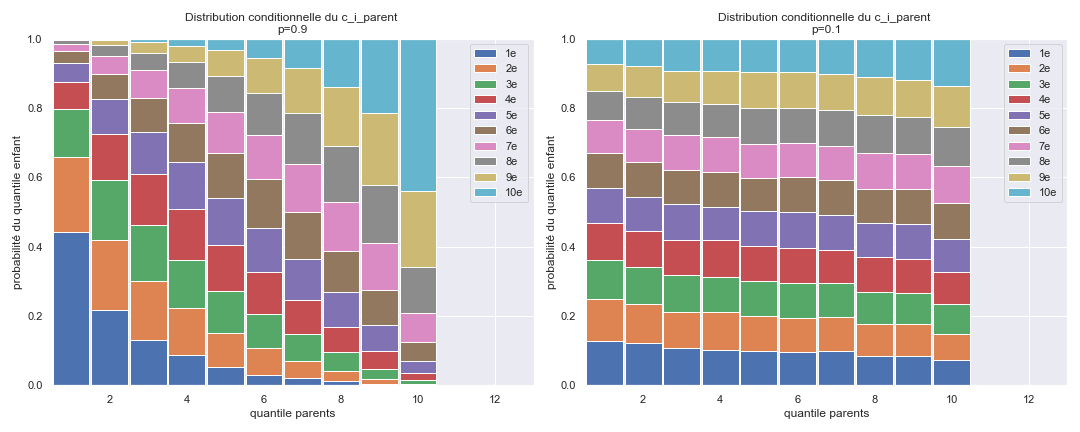 Distribution conditionnelle du c_i_parent
p=0.9
probabilité du quantile enfant
1.0
0.8
0.6
0.4
0.2
0.0
2
4
6
8
10
12
quantile parents
1e
2e
3e
4e
5e
6e
7e
8e
9e
10e
Distribution conditionnelle du c_i_parent
p=0.1
probabilité du quantile enfant
1.0
0.8
0.6
0.4
0.2
0.0
2
4
6
8
10
12
quantile parents
1e
2e
3e
4e
5e
6e
7e
8e
9e
10e